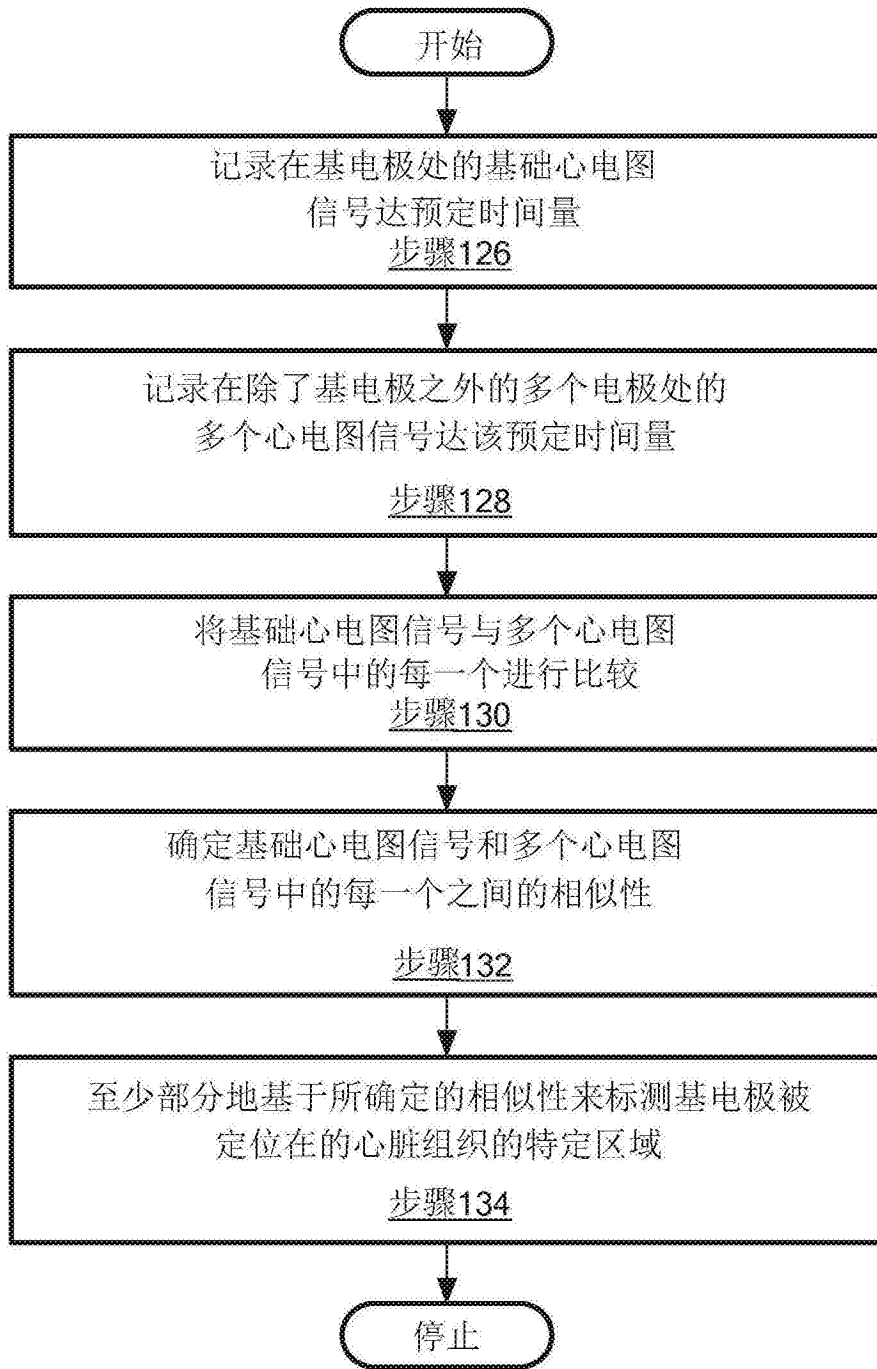 开始
记录在基电极处的基础心电图
信号达预定时间量
步骤126
记录在除了基电极之外的多个电极处的
多个心电图信号达该预定时间量
步骤128
将基础心电图信号与多个心电图
信号中的每一个进行比较
步骤130
确定基础心电图信号和多个心电图
信号中的每一个之间的相似性
步骤132
至少部分地基于所确定的相似性来标测基电极被
定位在的心脏组织的特定区域
步骤134
停止